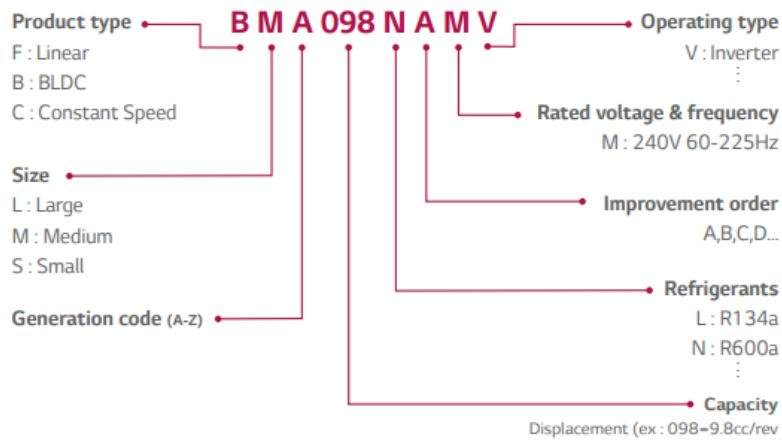 BMA098NAMV
Product type
F : Linear
B : BLDC
C : Constant Speed
Size
L : Large
M : Medium
S : Small
Generation code (A-Z)
Operating type
V : Inverter
⋮
Rated voltage & frequency
M : 240V 60-225Hz
Improvement order
A,B,C,D...
Refrigerants
L : R134a
N : R600a
⋮
Capacity
Displacement (ex : 098=9.8cc/rev